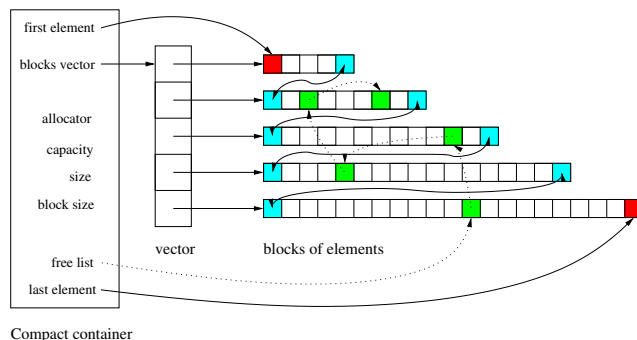 first element
blocks vector
allocator
capacity
size
block size
vector
blocks of elements
free list
last element
Compact container